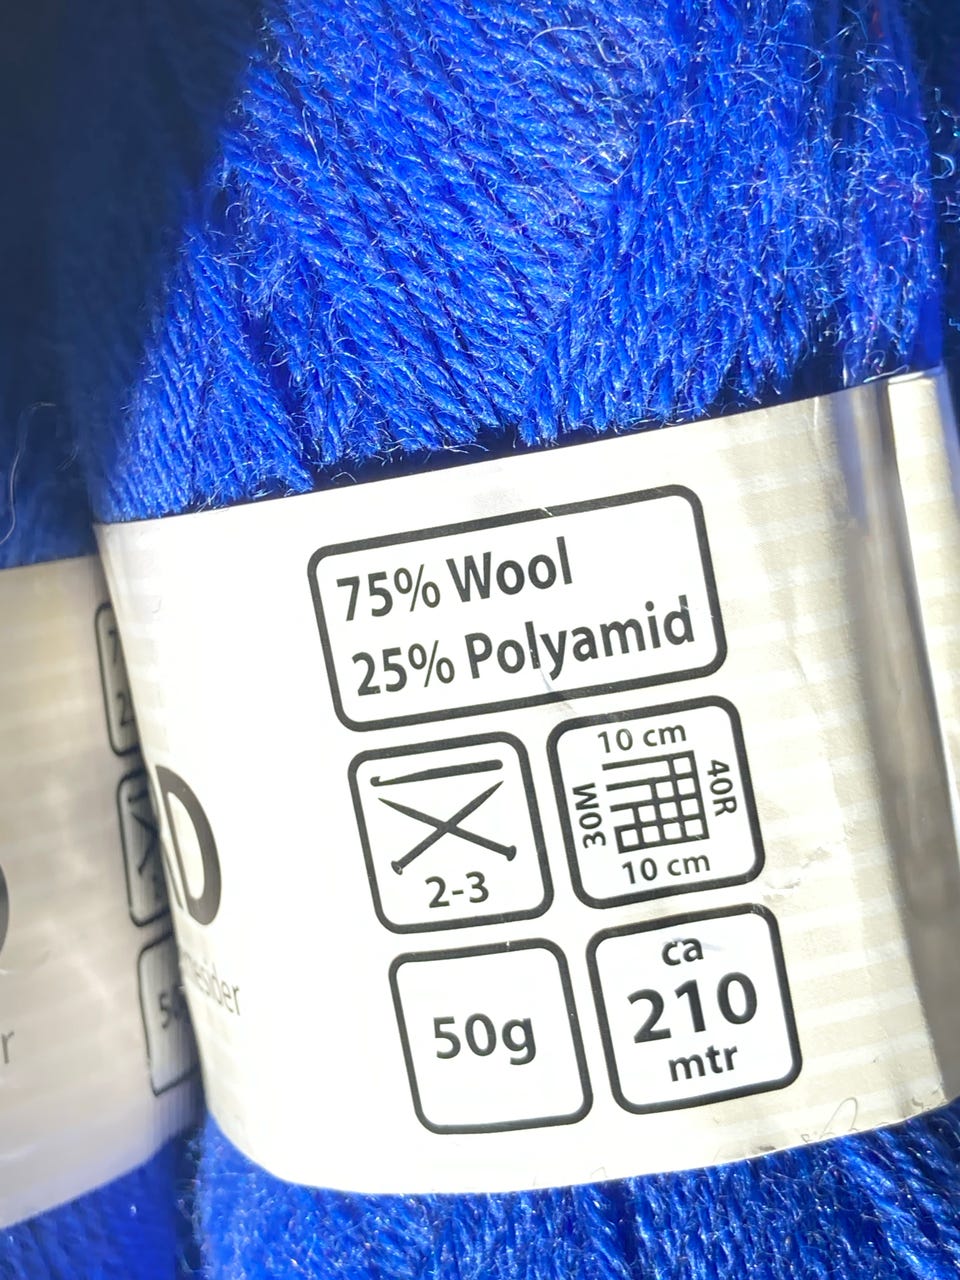 75% Wool
25% Polyamid
2-3
10 cm
30M
40R
10 cm
50g
ca
210
mtr